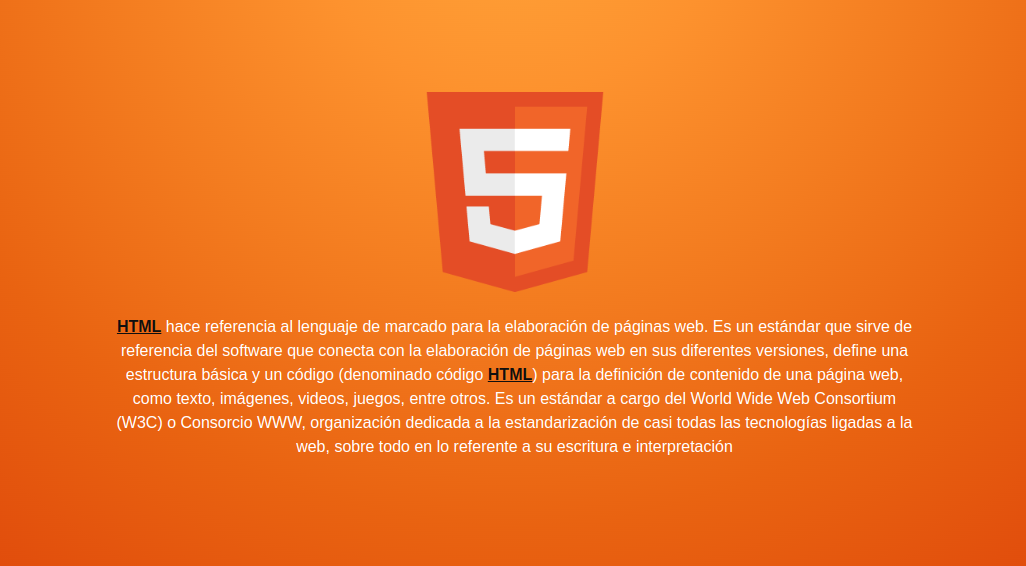 5
HTML hace referencia al lenguaje de marcado para la elaboración de páginas web. Es un estándar que sirve de
referencia del software que conecta con la elaboración de páginas web en sus diferentes versiones, define una
estructura básica y un código (denominado código HTML) para la definición de contenido de una página web,
como texto, imágenes, videos, juegos, entre otros. Es un estándar a cargo del World Wide Web Consortium
(W3C) o Consorcio WWW, organización dedicada a la estandarización de casi todas las tecnologías ligadas a la
web, sobre todo en lo referente a su escritura e interpretación